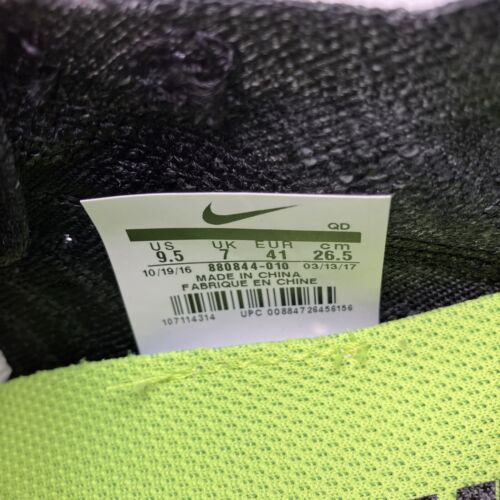 QD
US UK EUR cm
9.5 7 41 26.5
10/19/16 880844-010 03/13/17
MADE IN CHINA
FABRIQUE EN CHINE
107114314 UPC 00884726456156